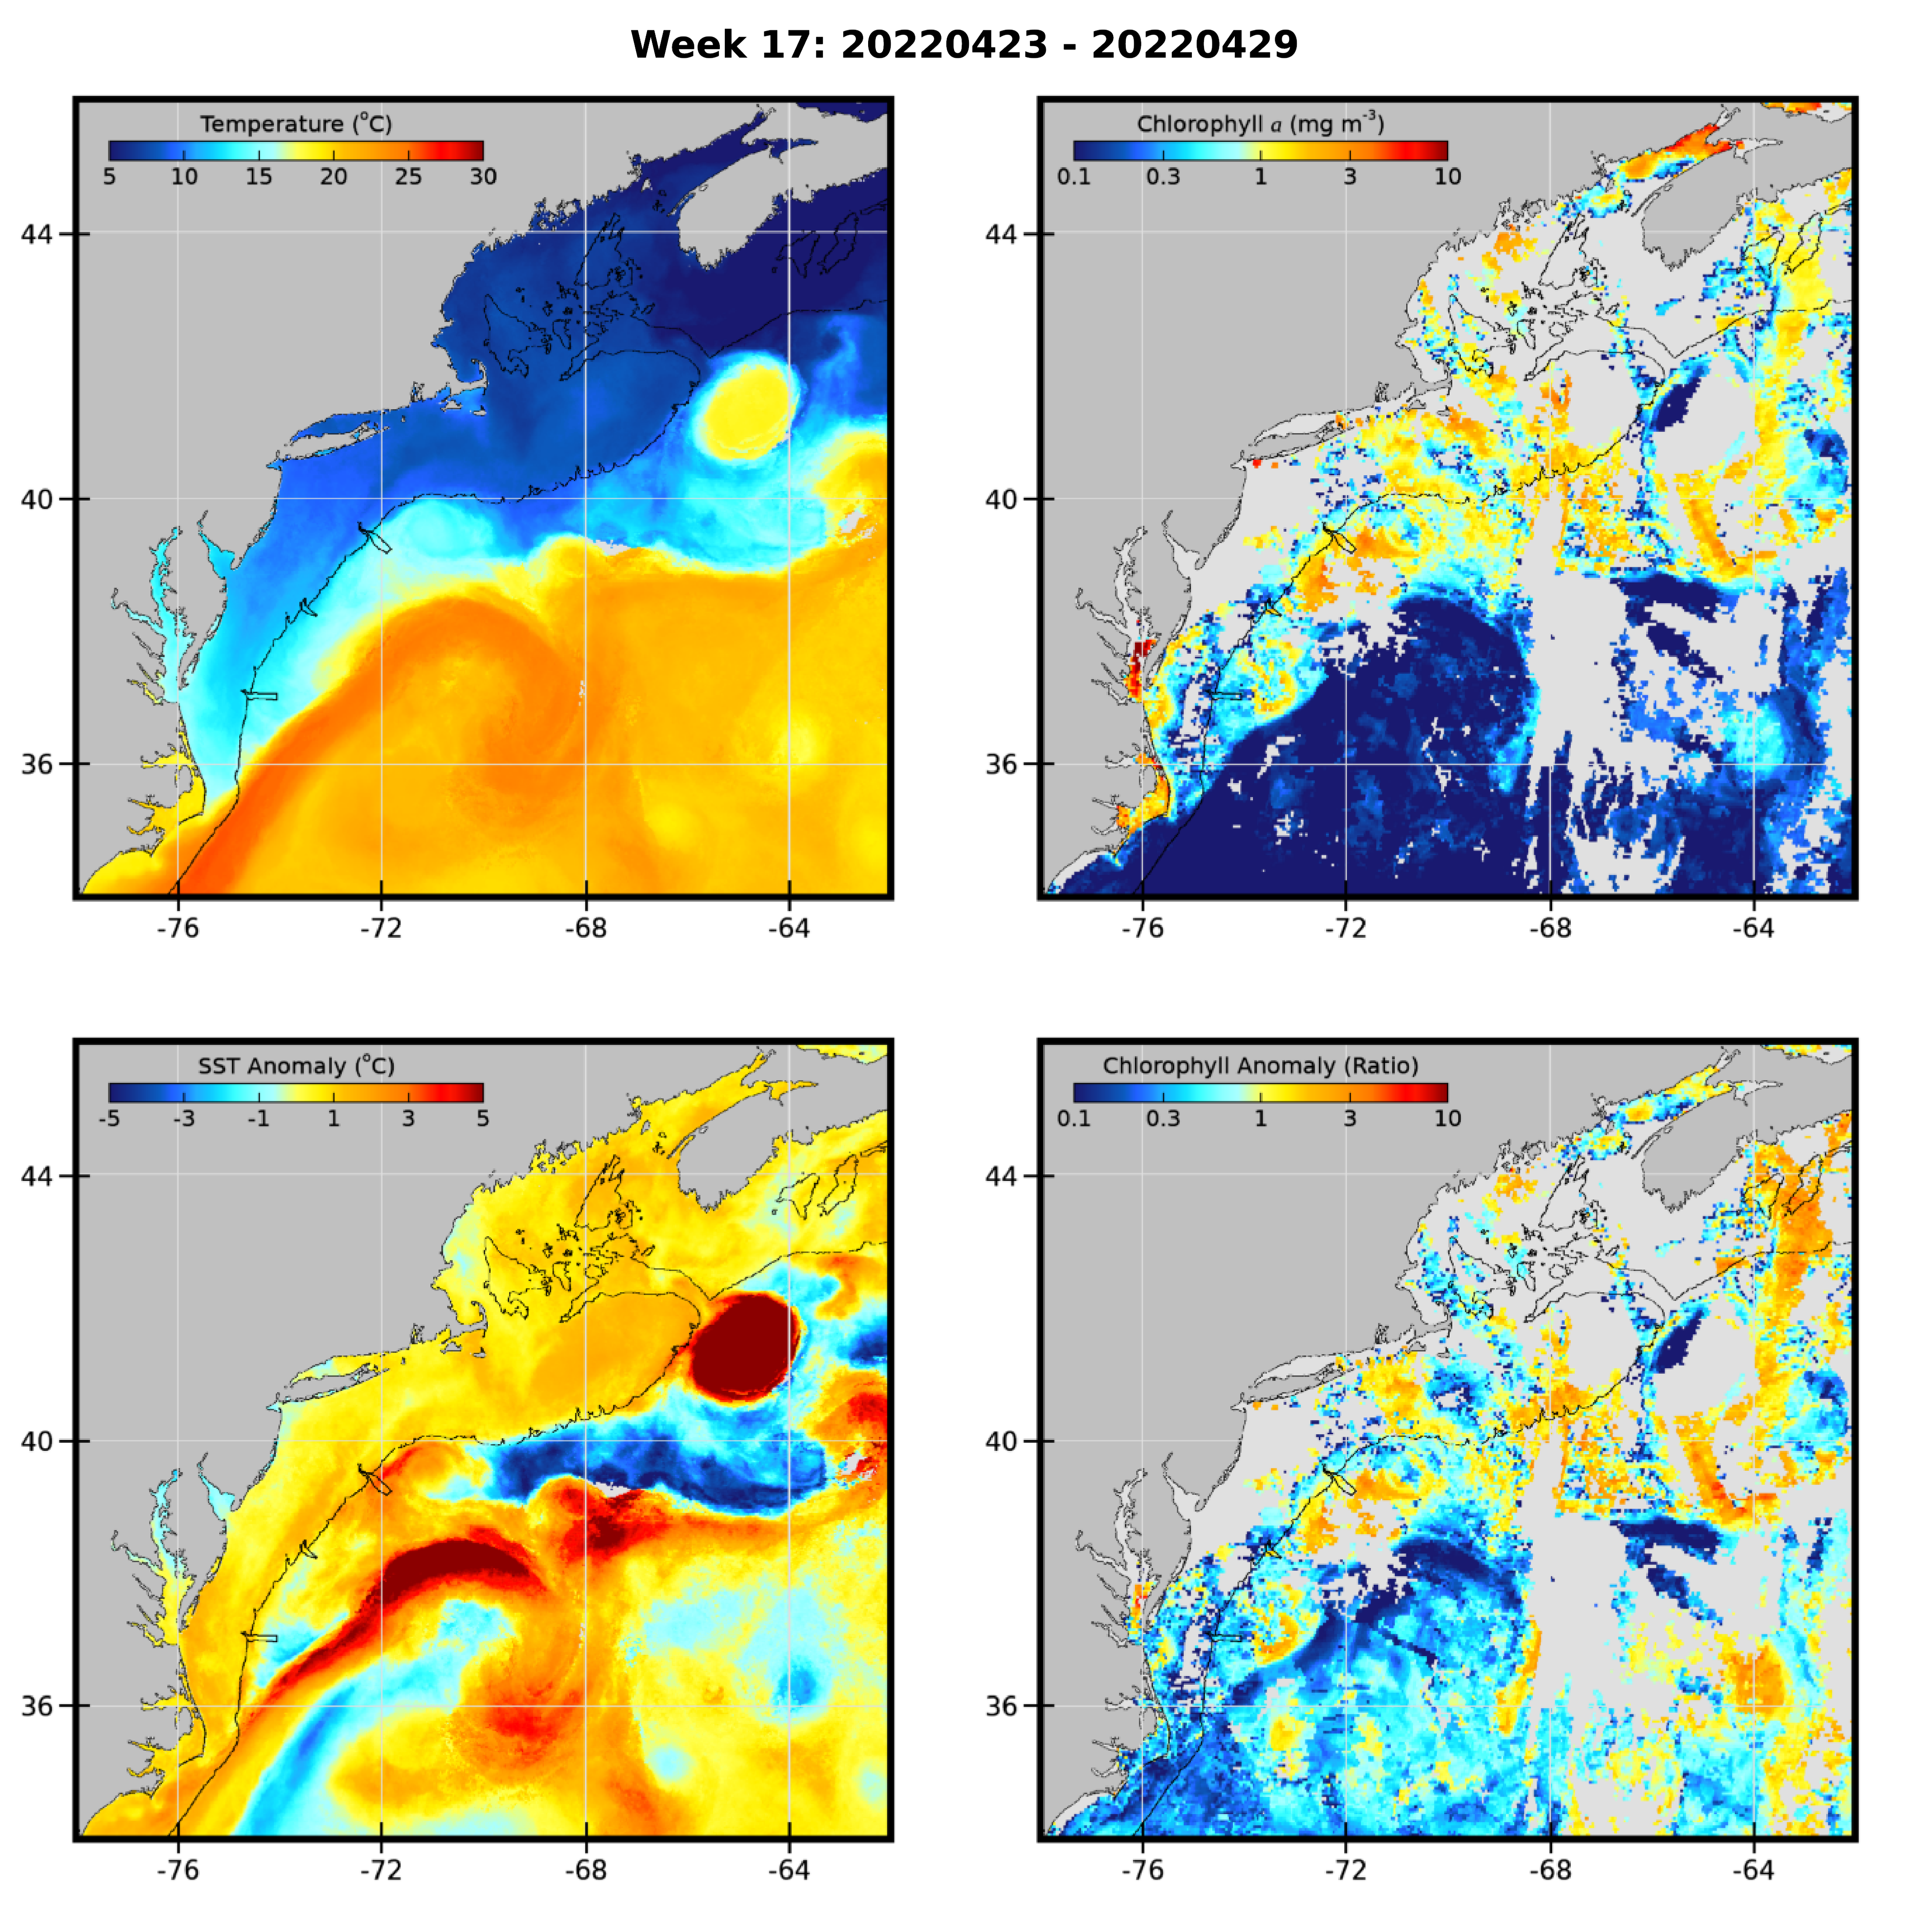 Week 17: 20220423 - 20220429
Temperature (°C)
5 10 15 20 25 30
44
40
36
-76 -72 -68 -64
Chlorophyll a (mg m⁻³)
0.1 0.3 1 3 10
44
40
36
-76 -72 -68 -64
SST Anomaly (°C)
-5 -3 -1 1 3 5
44
40
36
-76 -72 -68 -64
Chlorophyll Anomaly (Ratio)
0.1 0.3 1 3 10
44
40
36
-76 -72 -68 -64